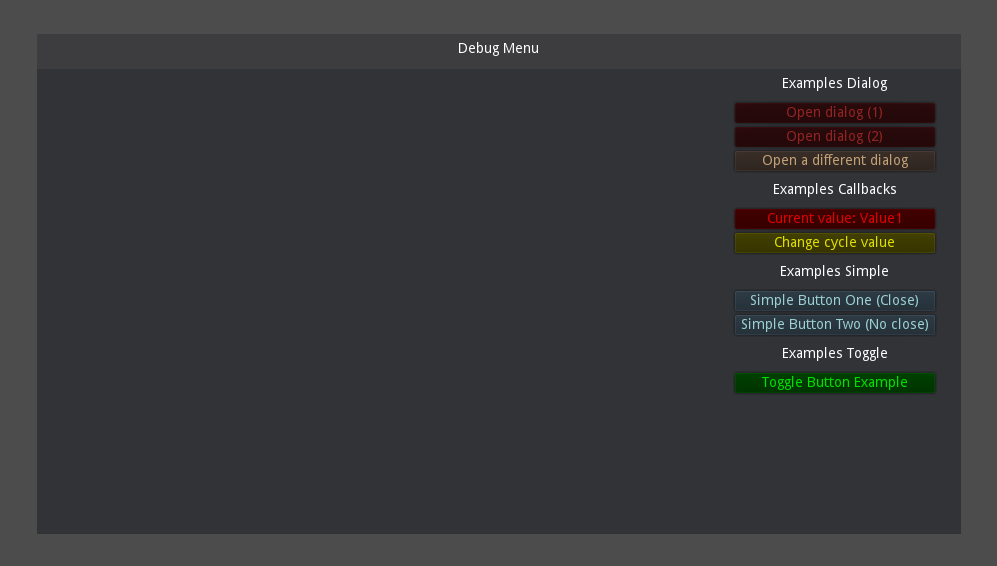 Debug Menu
Examples Dialog
Open dialog (1)
Open dialog (2)
Open a different dialog
Examples Callbacks
Current value: Value1
Change cycle value
Examples Simple
Simple Button One (Close)
Simple Button Two (No close)
Examples Toggle
Toggle Button Example